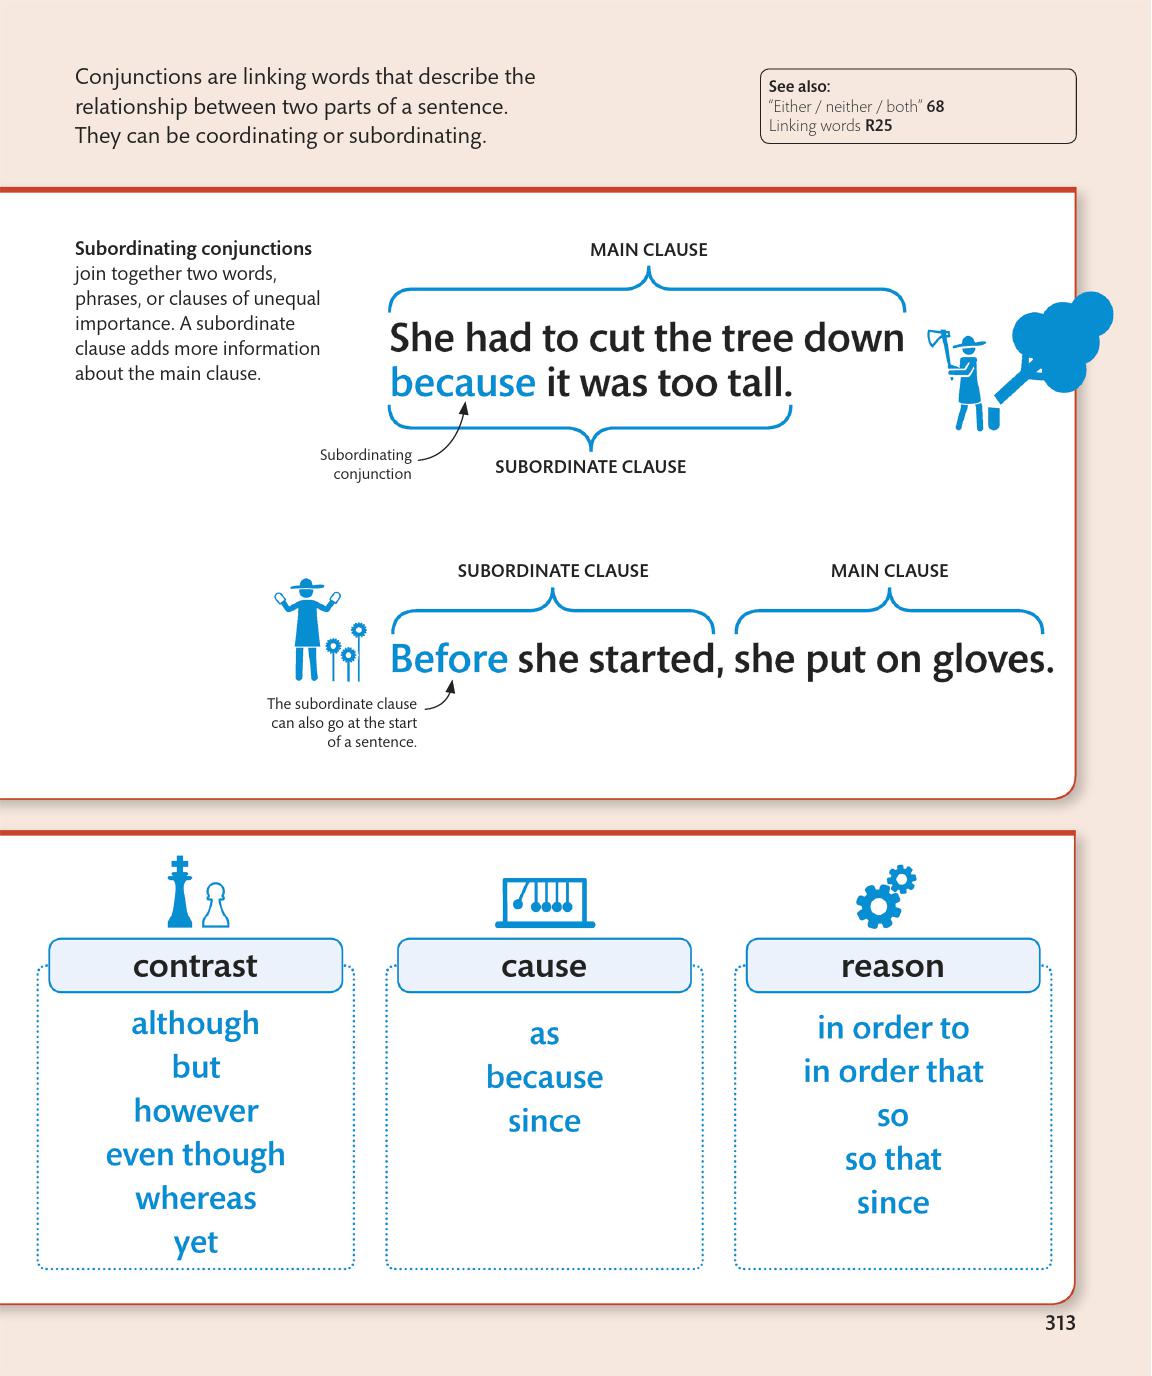 Conjunctions are linking words that describe the
relationship between two parts of a sentence.
They can be coordinating or subordinating.
See also:
“Either / neither / both” 68
Linking words R25
Subordinating conjunctions
join together two words,
phrases, or clauses of unequal
importance. A subordinate
clause adds more information
about the main clause.
MAIN CLAUSE
She had to cut the tree down
because it was too tall.
Subordinating
conjunction
SUBORDINATE CLAUSE
SUBORDINATE CLAUSE
MAIN CLAUSE
Before she started, she put on gloves.
The subordinate clause
can also go at the start
of a sentence.
contrast
although
but
however
even though
whereas
yet
cause
as
because
since
reason
in order to
in order that
so
so that
since
313